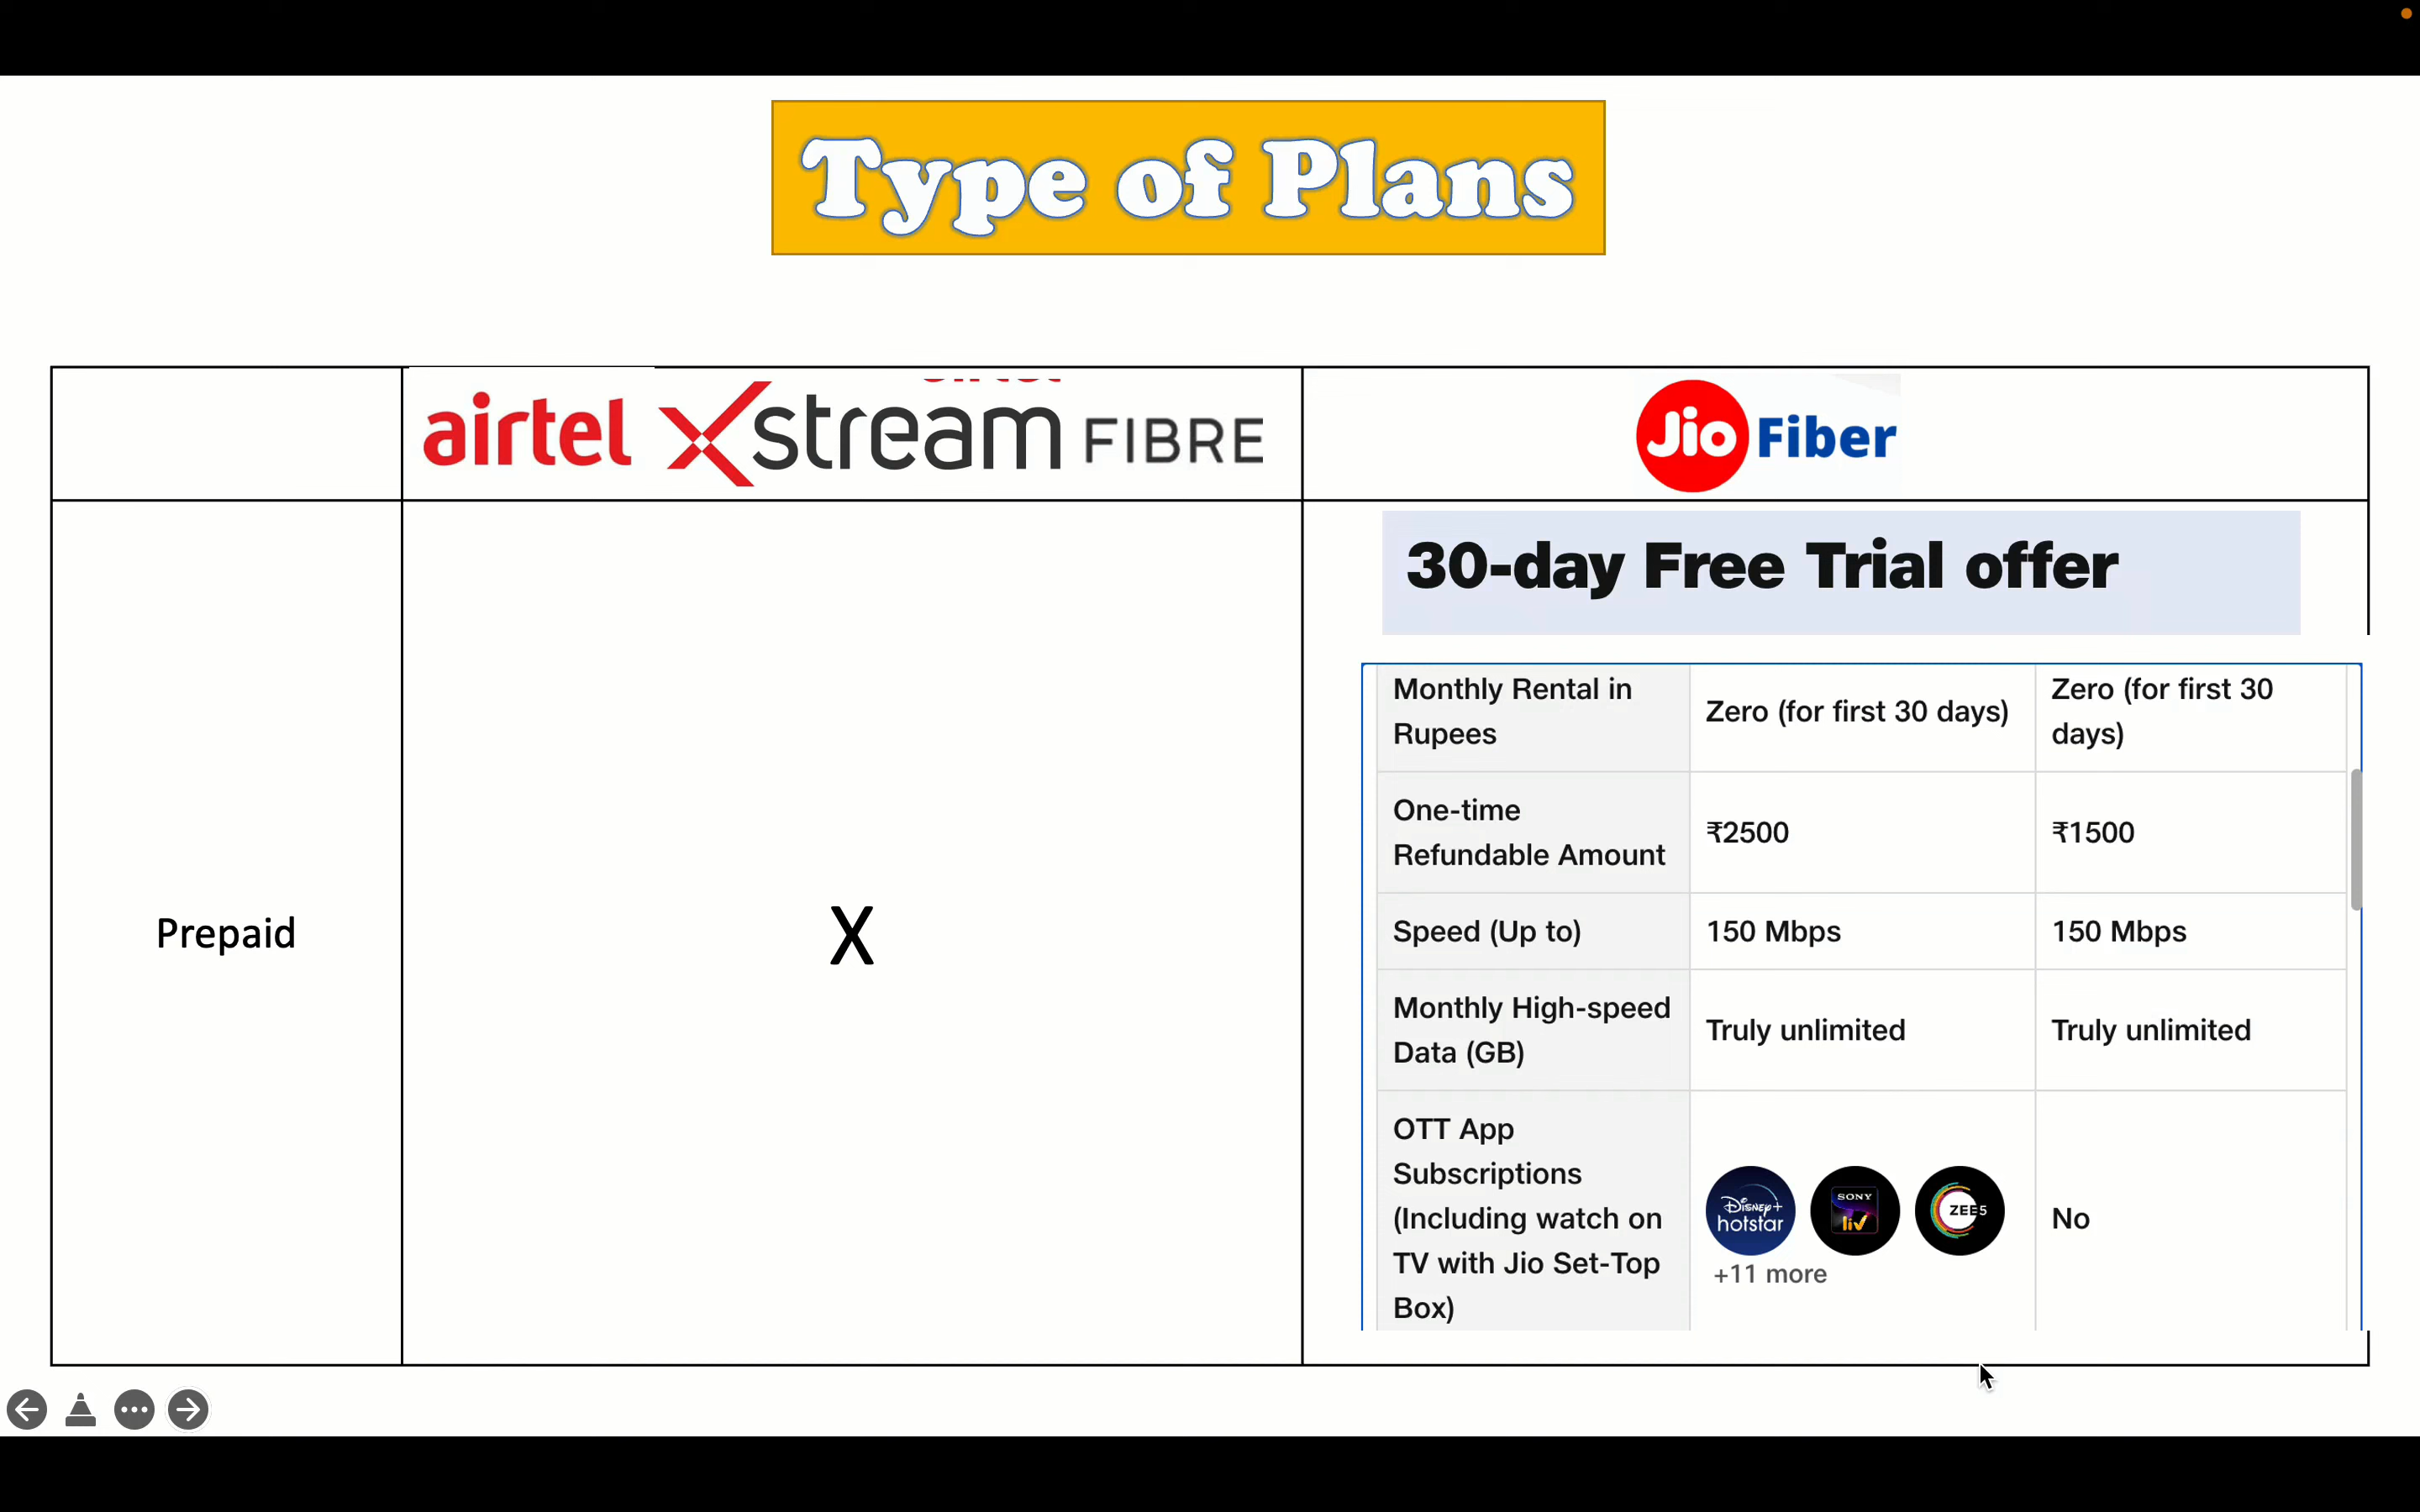 Type of Plans
airtel Xstream FIBRE
Jio Fiber
Prepaid
X
30-day Free Trial offer
Monthly Rental in
Rupees
Zero (for first 30 days)
Zero (for first 30
days)
One-time
Refundable Amount
₹2500
₹1500
Speed (Up to)
150 Mbps
150 Mbps
Monthly High-speed
Data (GB)
Truly unlimited
Truly unlimited
OTT App
Subscriptions
(Including watch on
TV with Jio Set-Top
Box)
Disney+
hotstar
SONY
liv
ZEE5
+11 more
No